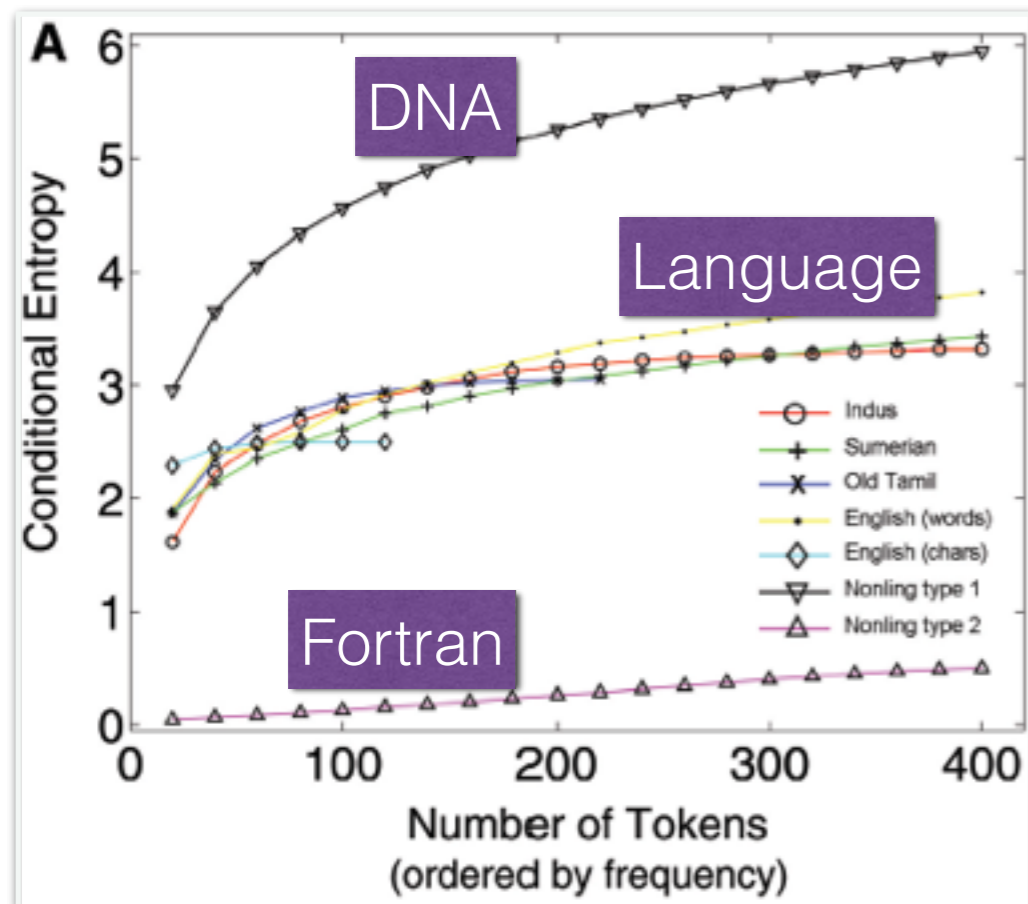 A
6
DNA
5
Language
4
3
Indus
Sumerian
Old Tamil
2
English (words)
English (chars)
Nonling type 1
1
Nonling type 2
Fortran
0
Conditional Entropy
0 100 200 300 400
Number of Tokens
(ordered by frequency)